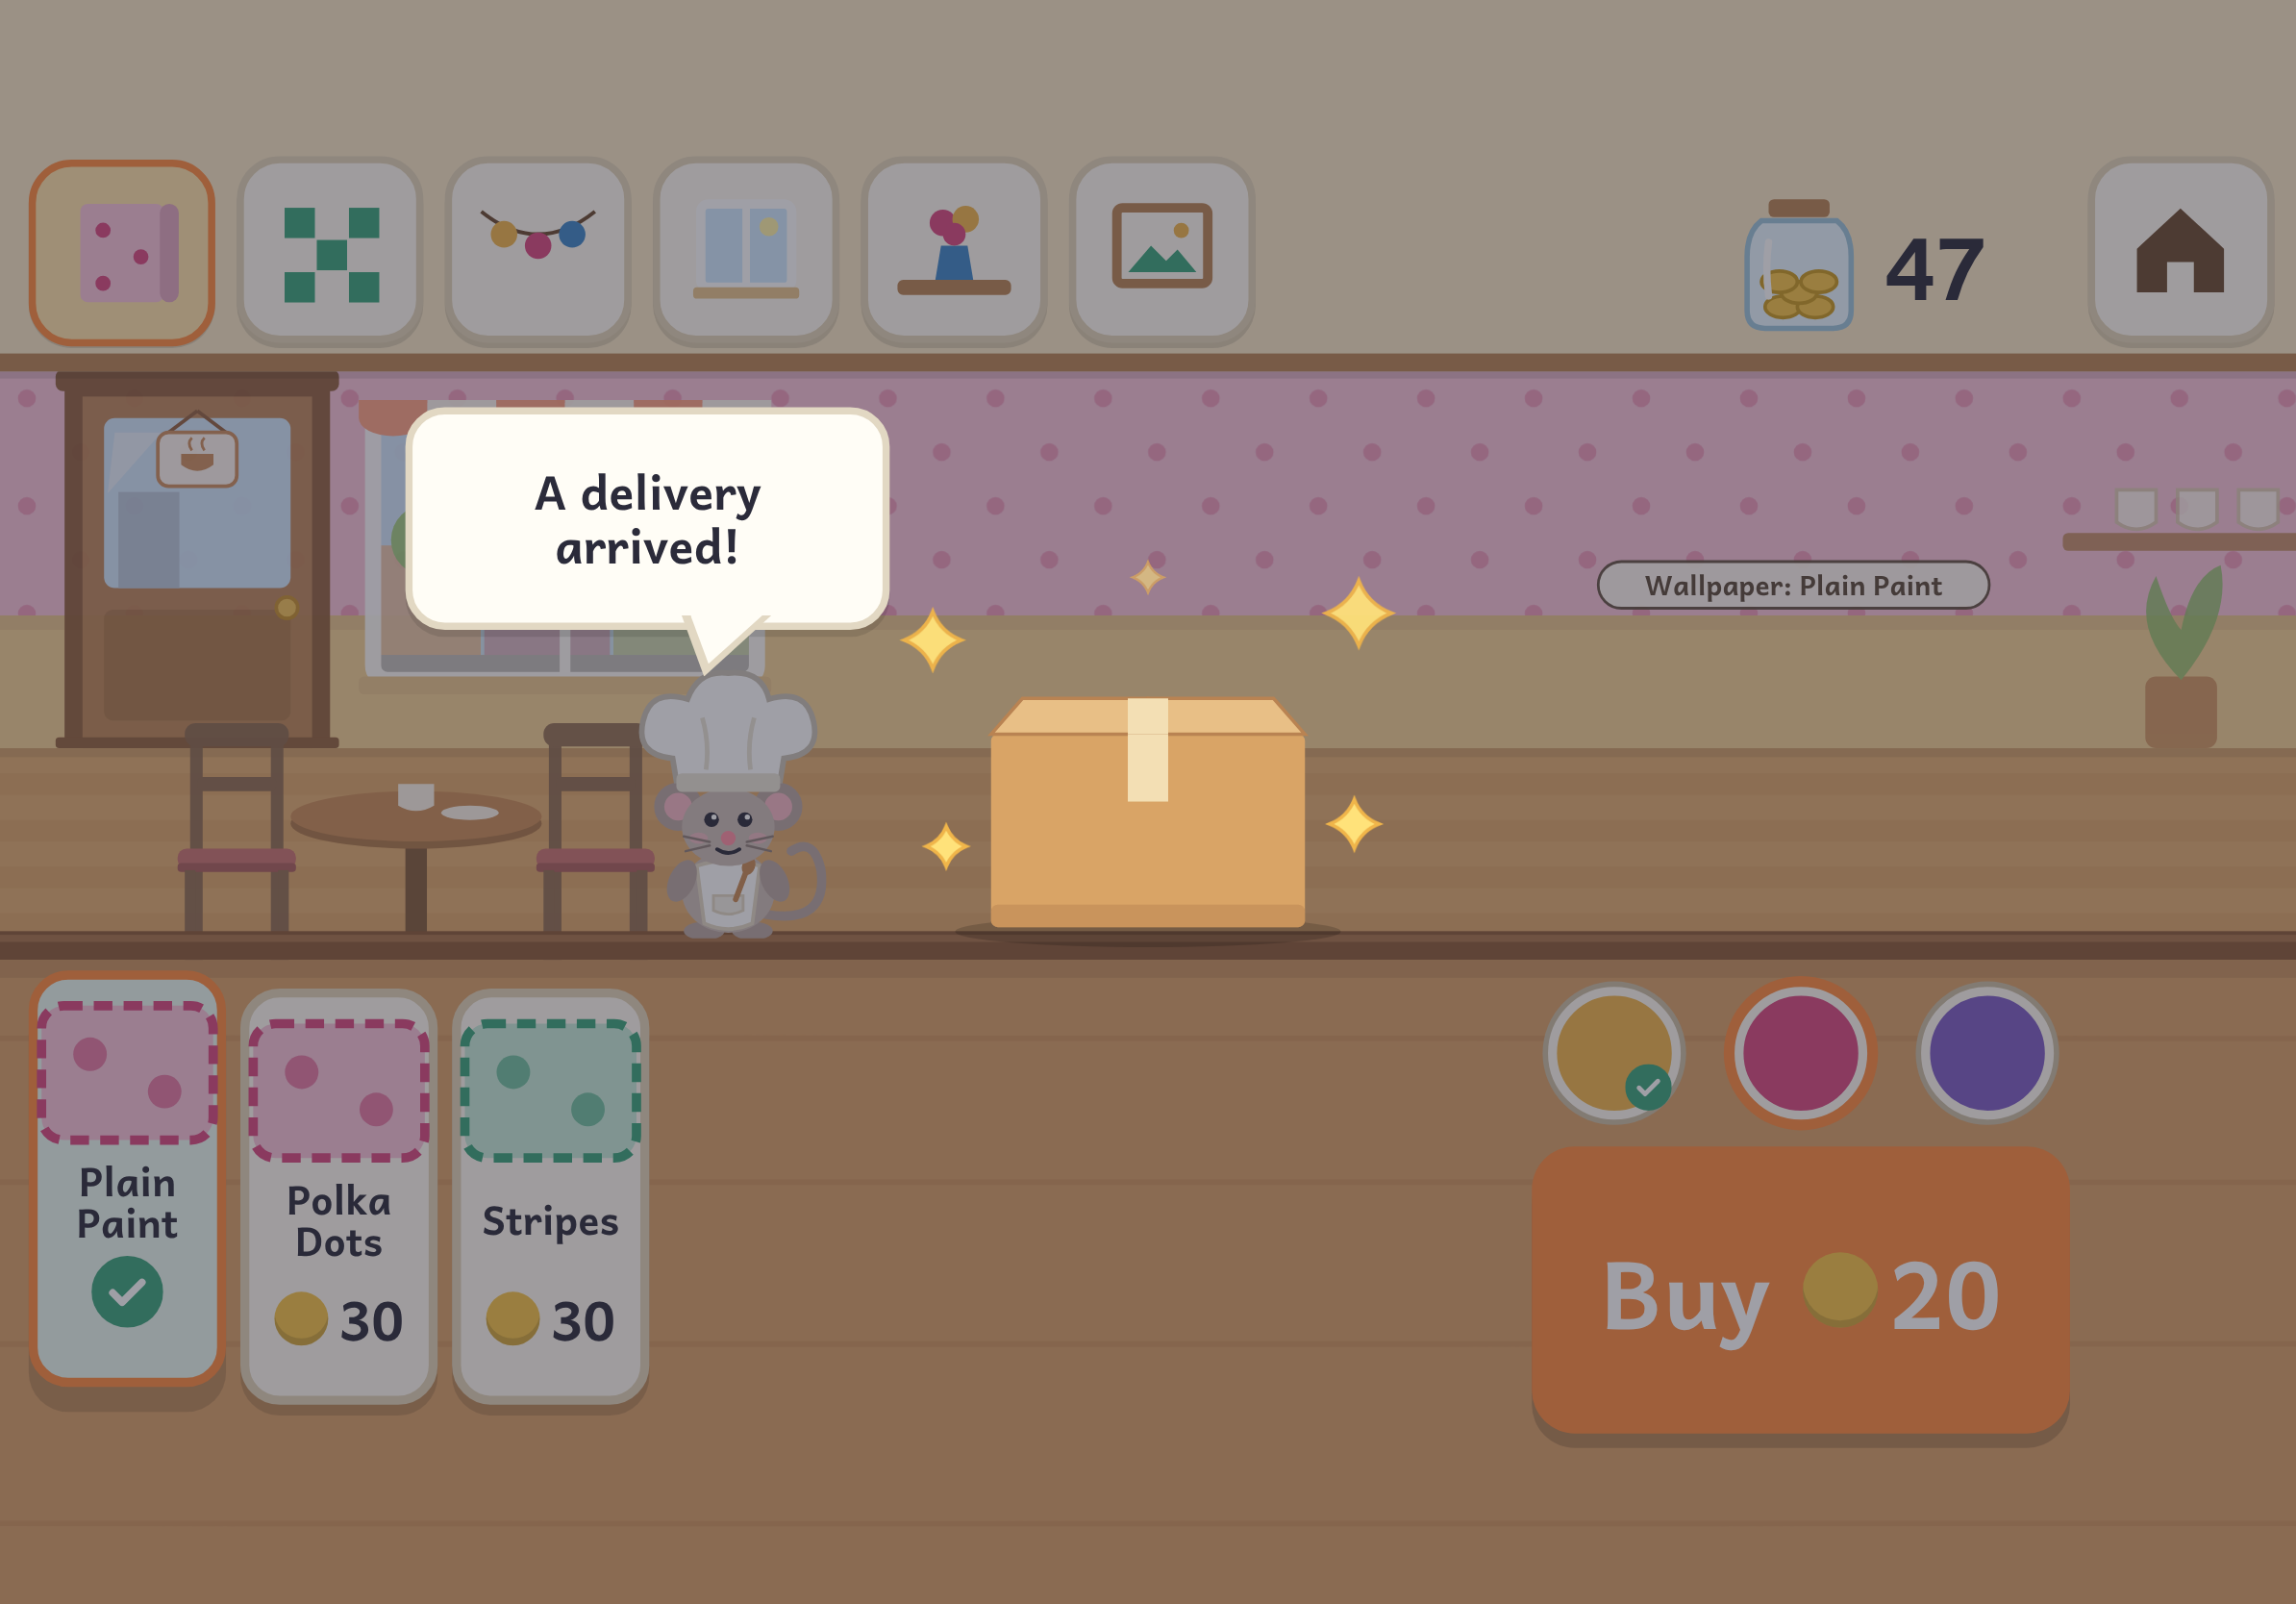 47
A delivery
arrived!
Wallpaper: Plain Paint
Plain
Paint
Polka
Dots
30
Stripes
30
Buy 20